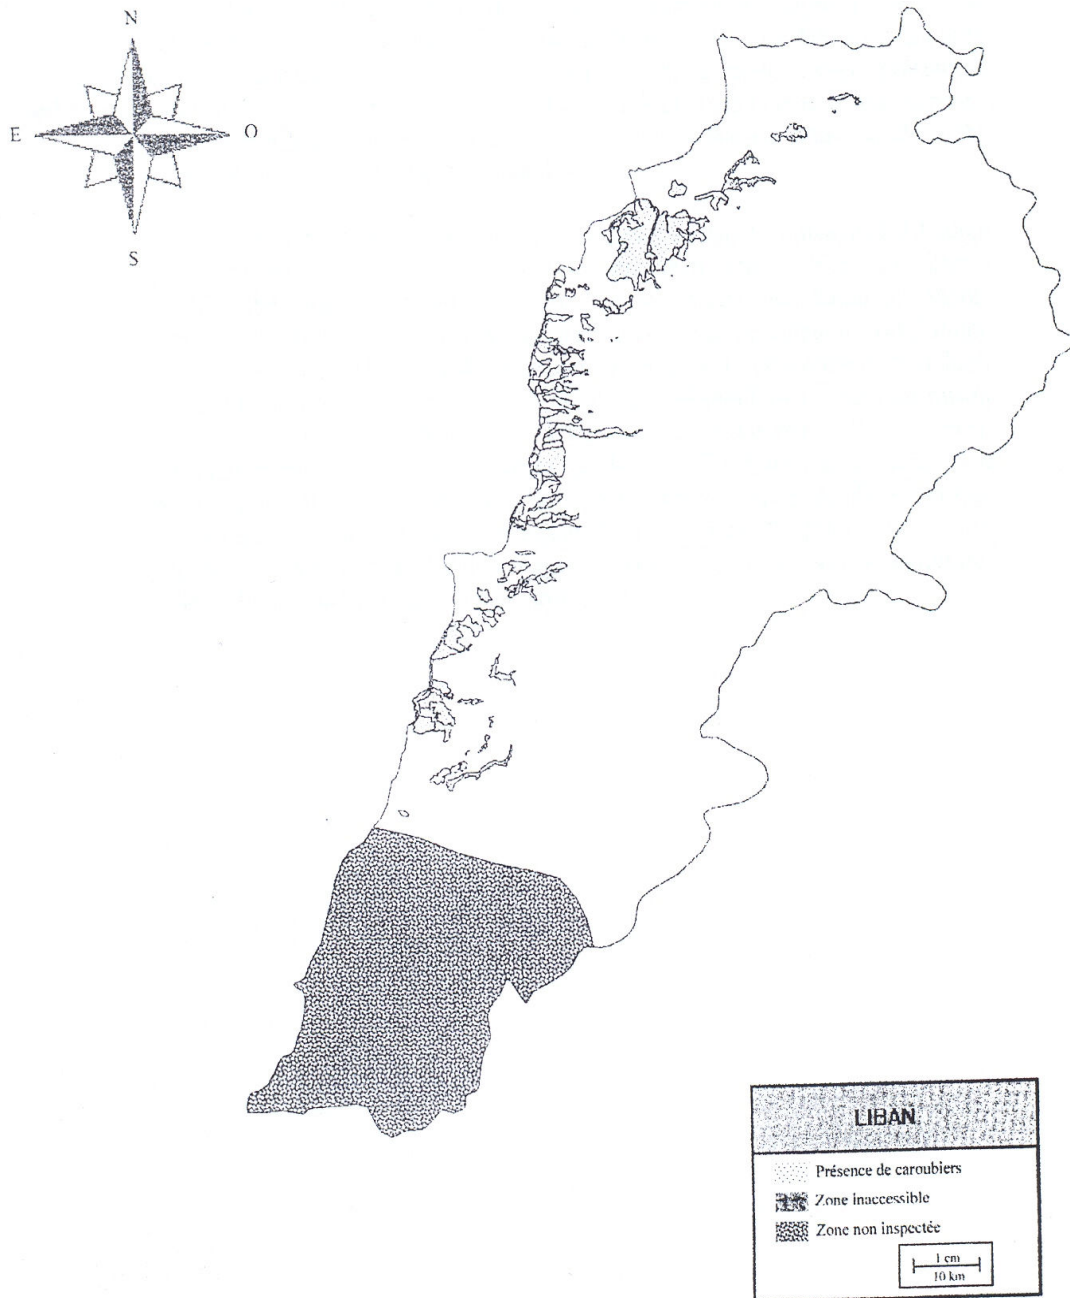 N
E
O
S
LIBAN
Présence de caroubiers
Zone inaccessible
Zone non inspectée
1 cm
10 km